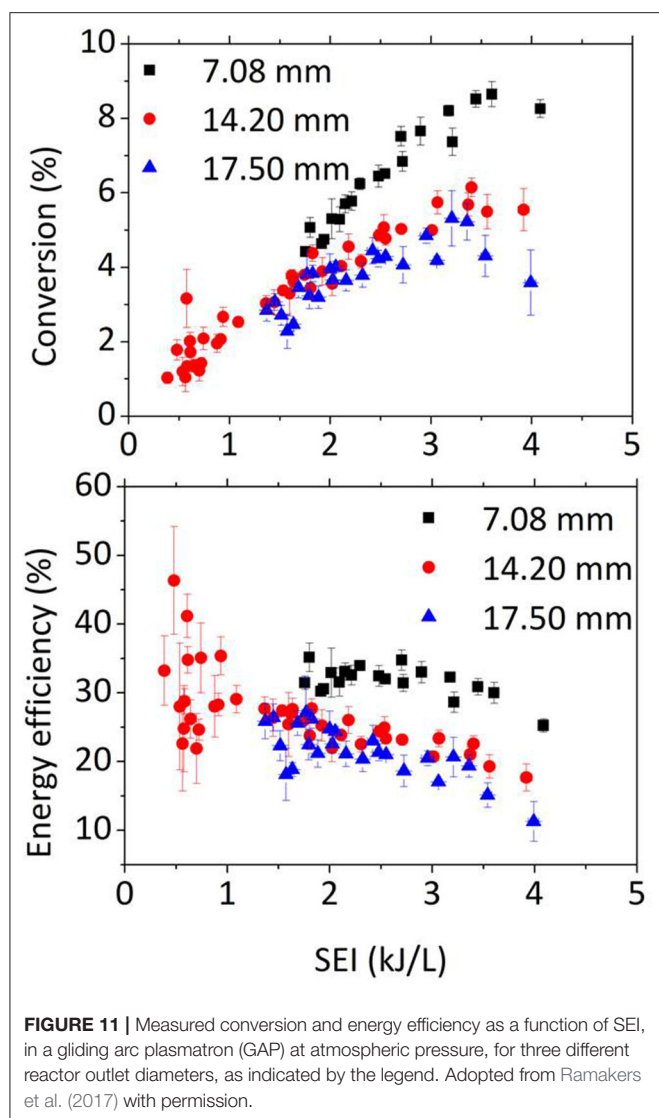 10
8
6
4
2
0
Conversion (%)
7.08 mm
14.20 mm
17.50 mm
0 1 2 3 4 5
60
50
40
30
20
10
Energy efficiency (%)
7.08 mm
14.20 mm
17.50 mm
0 1 2 3 4 5
SEI (kJ/L)
FIGURE 11 | Measured conversion and energy efficiency as a function of SEI,
in a gliding arc plasmatron (GAP) at atmospheric pressure, for three different
reactor outlet diameters, as indicated by the legend. Adopted from Ramakers
et al. (2017) with permission.